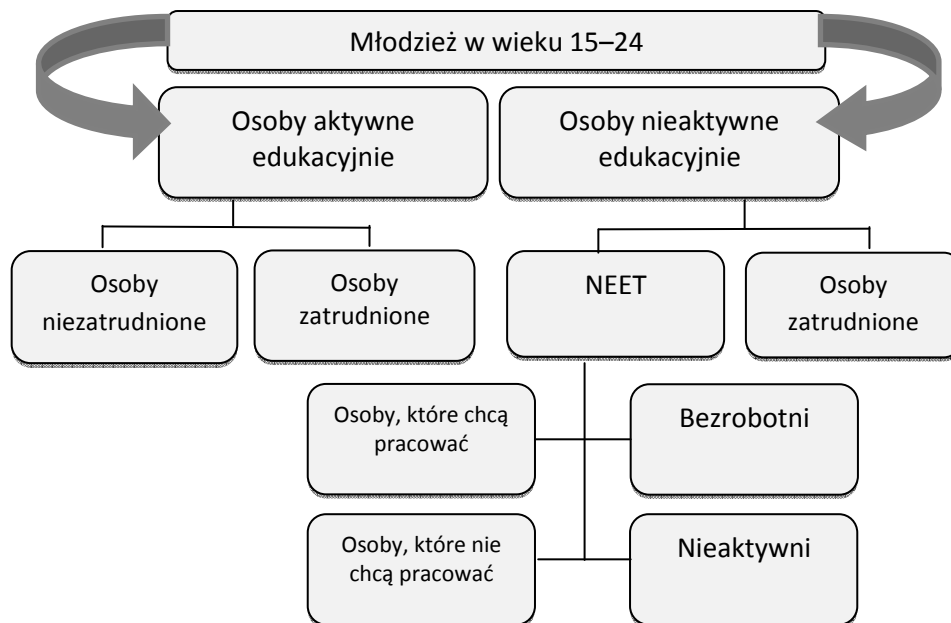 Młodzież w wieku 15–24
Osoby aktywne
edukacyjnie
Osoby nieaktywne
edukacyjnie
Osoby
niezatrudnione
Osoby
zatrudnione
NEET
Osoby
zatrudnione
Osoby, które chcą
pracować
Bezrobotni
Osoby, które nie
chcą pracować
Nieaktywni